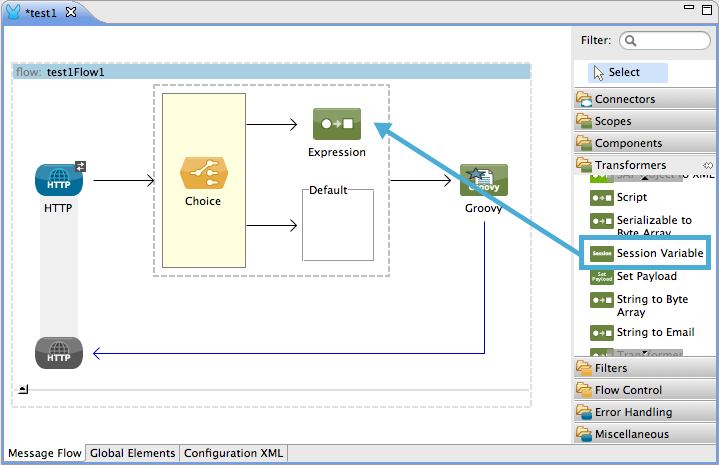 *test1
Filter:
Select
flow: test1Flow1
Connectors
Scopes
Components
Transformers
Expression
HTTP
HTTP
Choice
Default
Groovy
Groovy
Script
Serializable to
Byte Array
Session
Session Variable
Set
Payload
Set Payload
String to Byte
Array
String to Email
Transformer
HTTP
Filters
Flow Control
Error Handling
Miscellaneous
Message Flow
Global Elements
Configuration XML